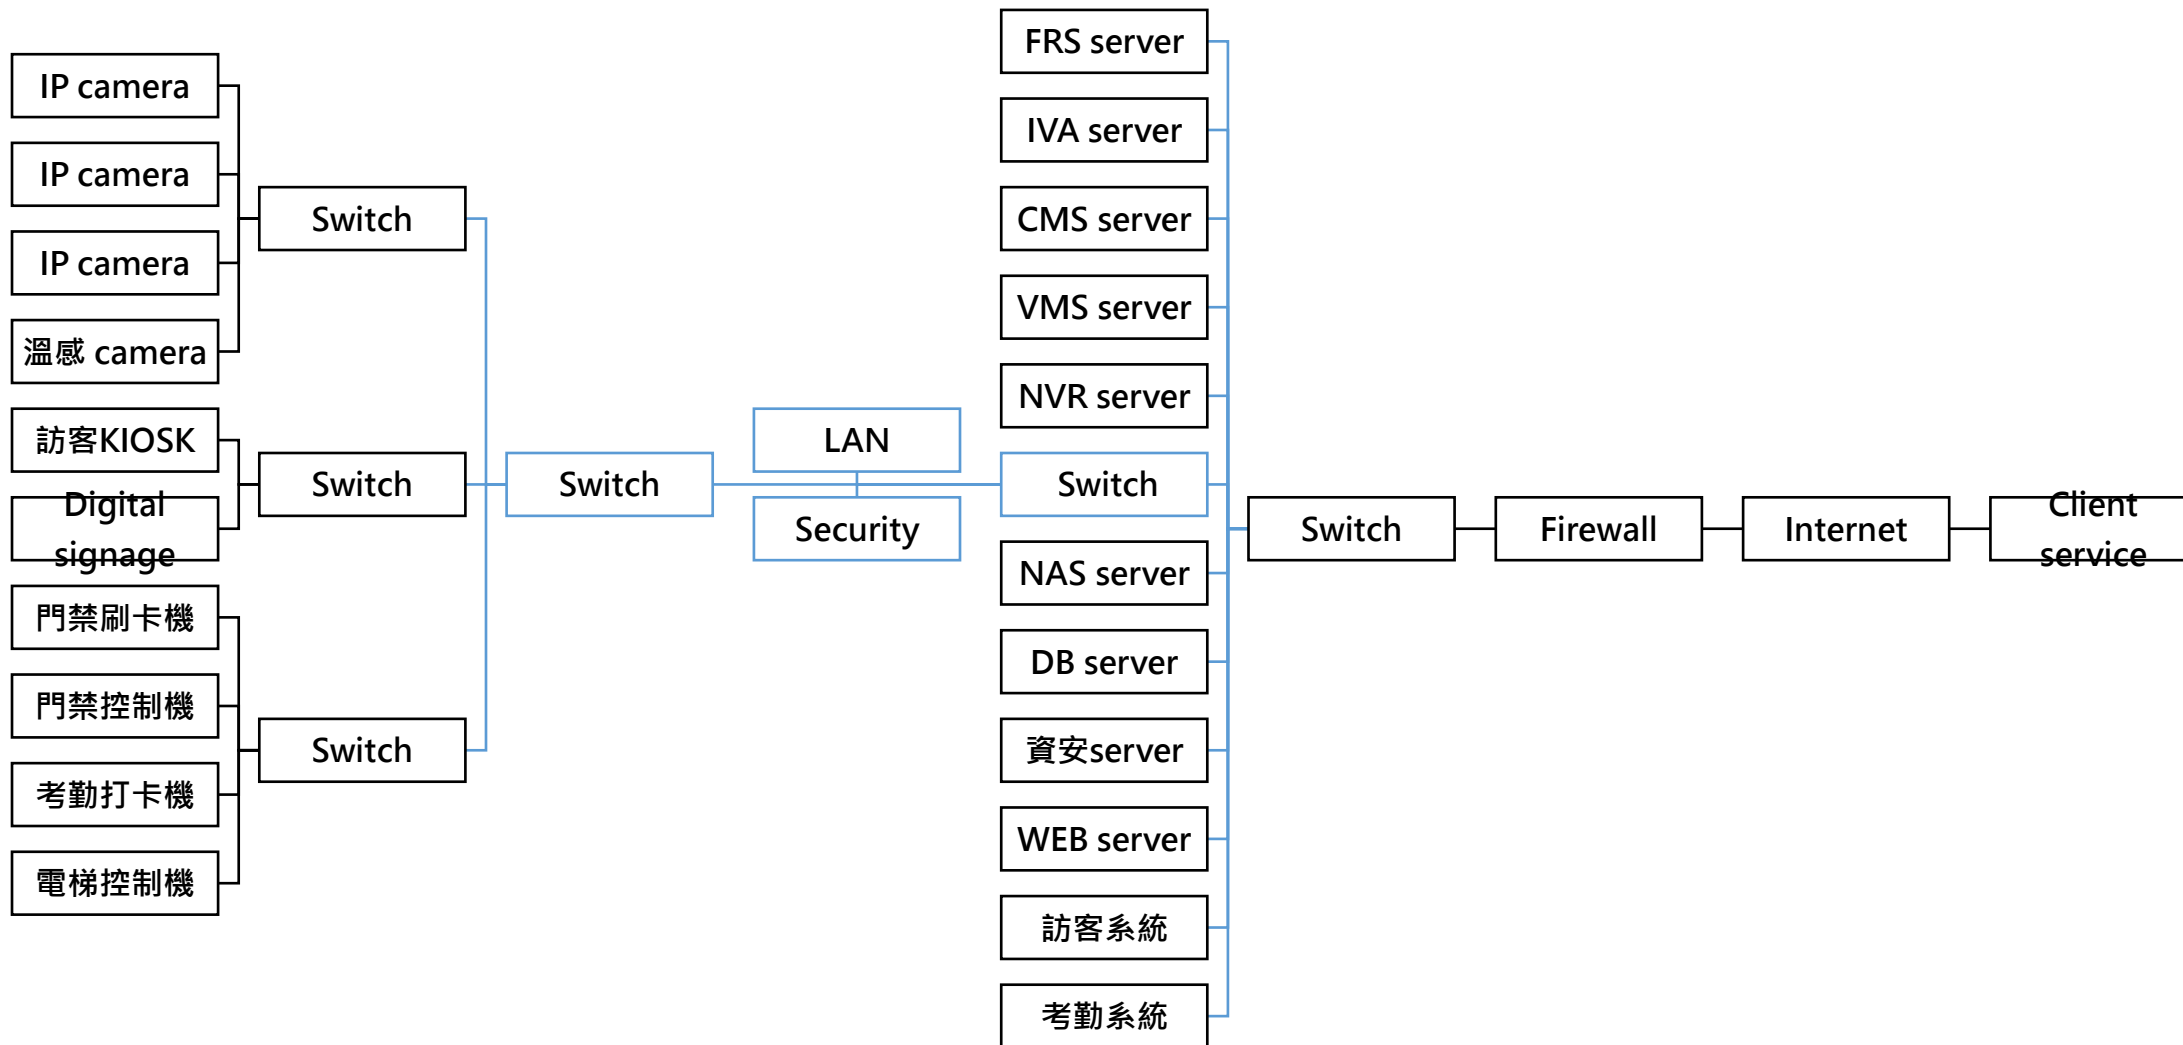 IP camera
IP camera
IP camera
溫感 camera
訪客KIOSK
Digital
signage
門禁刷卡機
門禁控制機
考勤打卡機
電梯控制機
Switch
Switch
Switch
Switch
LAN
Security
FRS server
IVA server
CMS server
VMS server
NVR server
Switch
NAS server
DB server
資安server
WEB server
訪客系統
考勤系統
Switch
Firewall
Internet
Client
service